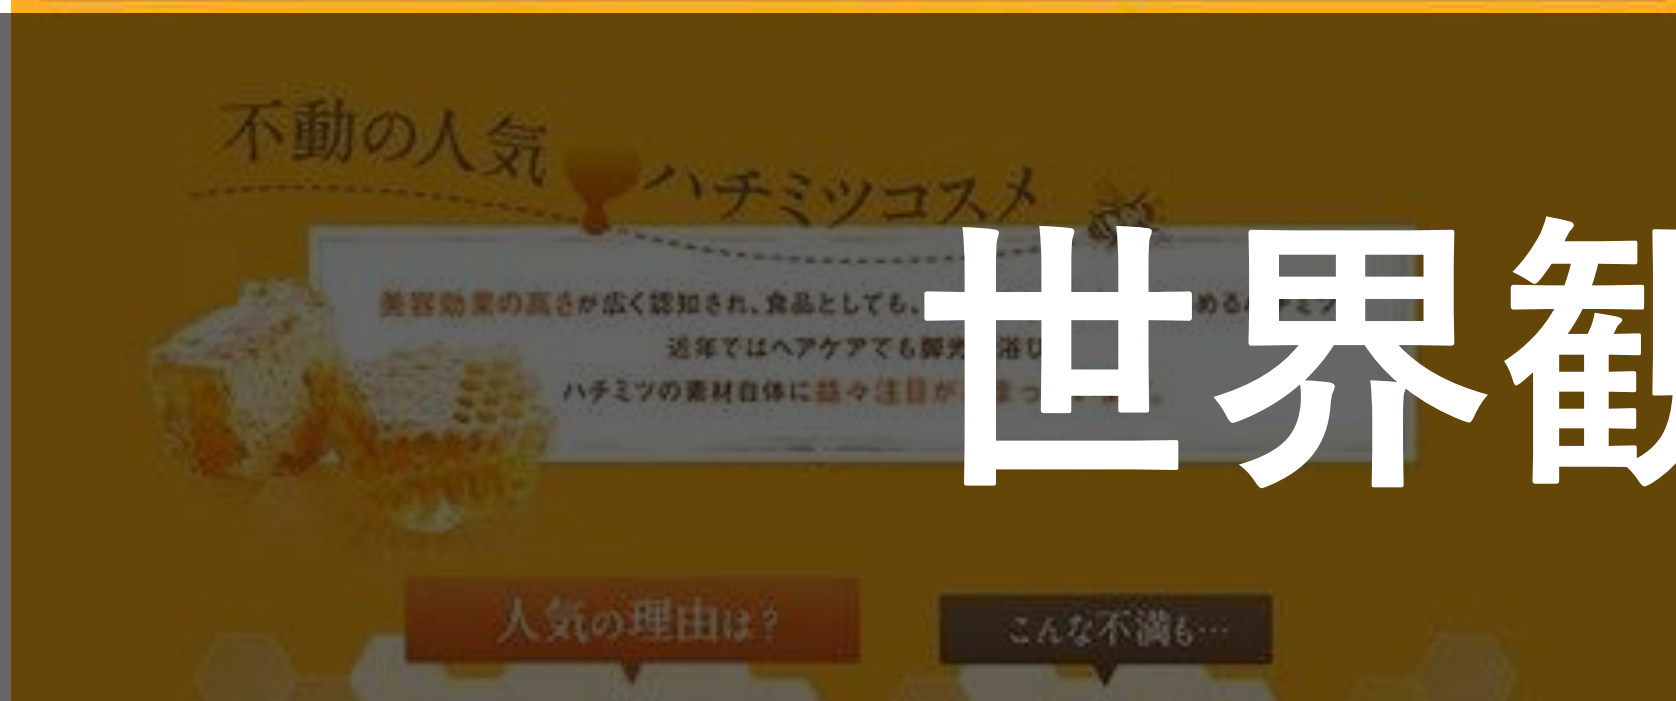 不動の人気
ハチミツコスメ
世界観
美容効果の高さが広く認知され、食品としても、
近年ではヘアケアでも脚光
ハチミツの素材自体に益々注目が
人気の理由は?
こんな不満も…